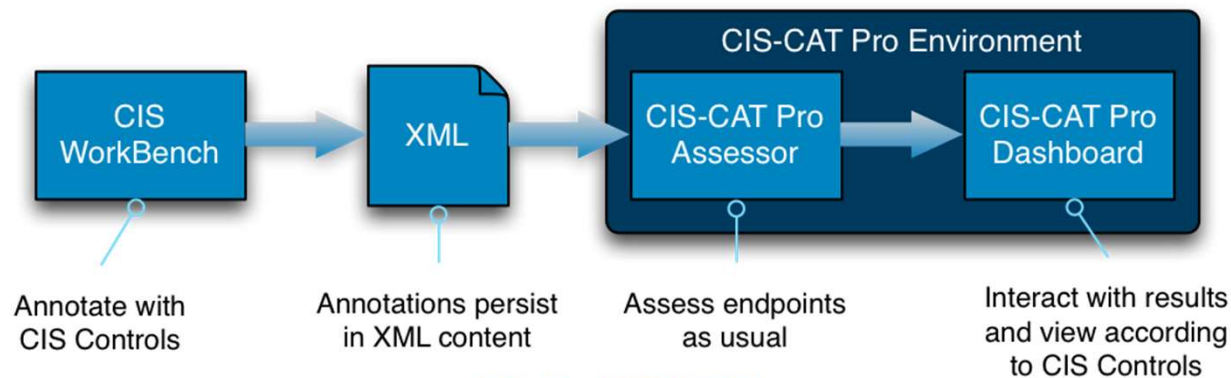 CIS-CAT Pro Environment
CIS
WorkBench
XML
CIS-CAT Pro
Assessor
CIS-CAT Pro
Dashboard
Annotate with
CIS Controls
Annotations persist
in XML content
Assess endpoints
as usual
Interact with results
and view according
to CIS Controls